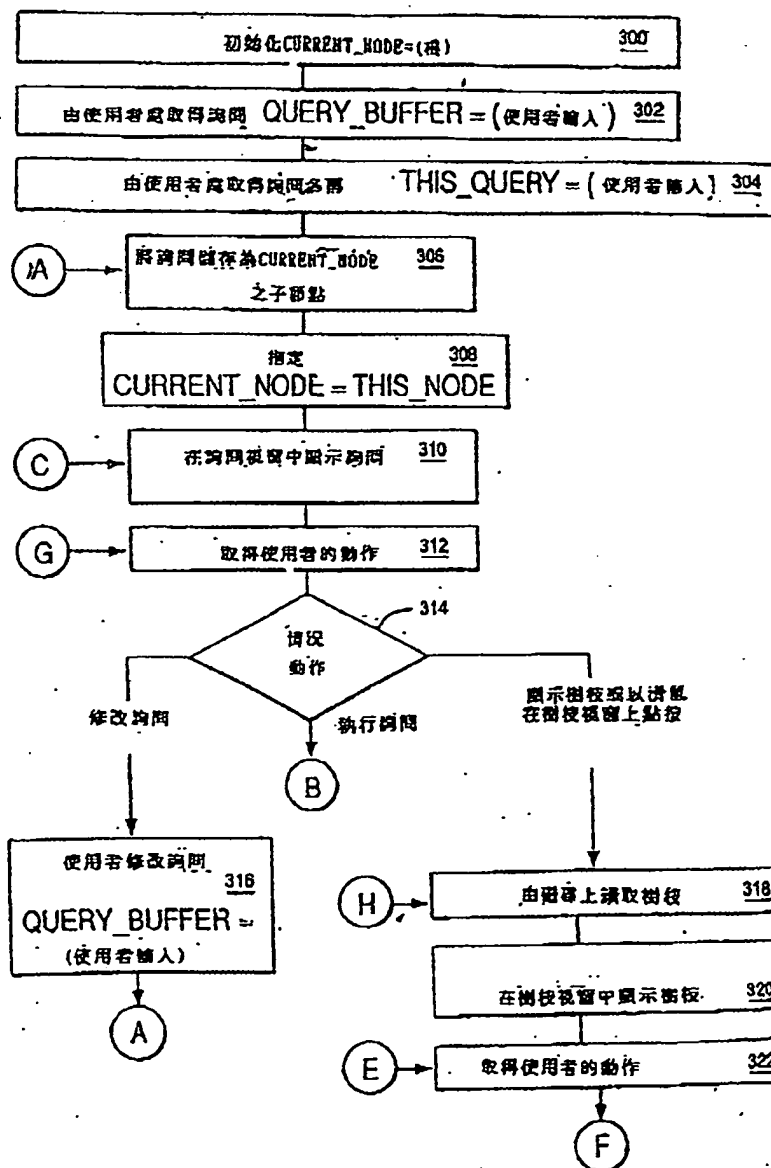 初始化CURRENT_NODE=(根) 300
由使用者處取得詢問 QUERY_BUFFER = (使用者輸入) 302
由使用者處取得詢問名稱 THIS_QUERY = (使用者輸入) 304
A
將詢問儲存為CURRENT_NODE 306
之子節點
指定 308
CURRENT_NODE = THIS_NODE
C
在詢問視窗中顯示詢問 310
G
取得使用者的動作 312
314
情況
動作
修改詢問
執行詢問
顯示樹枝或以滑鼠
在樹枝視窗上點按
B
使用者修改詢問
316
QUERY_BUFFER =
(使用者輸入)
A
H
由磁碟上讀取樹枝 318
在樹枝視窗中顯示樹枝 320
E
取得使用者的動作 322
F